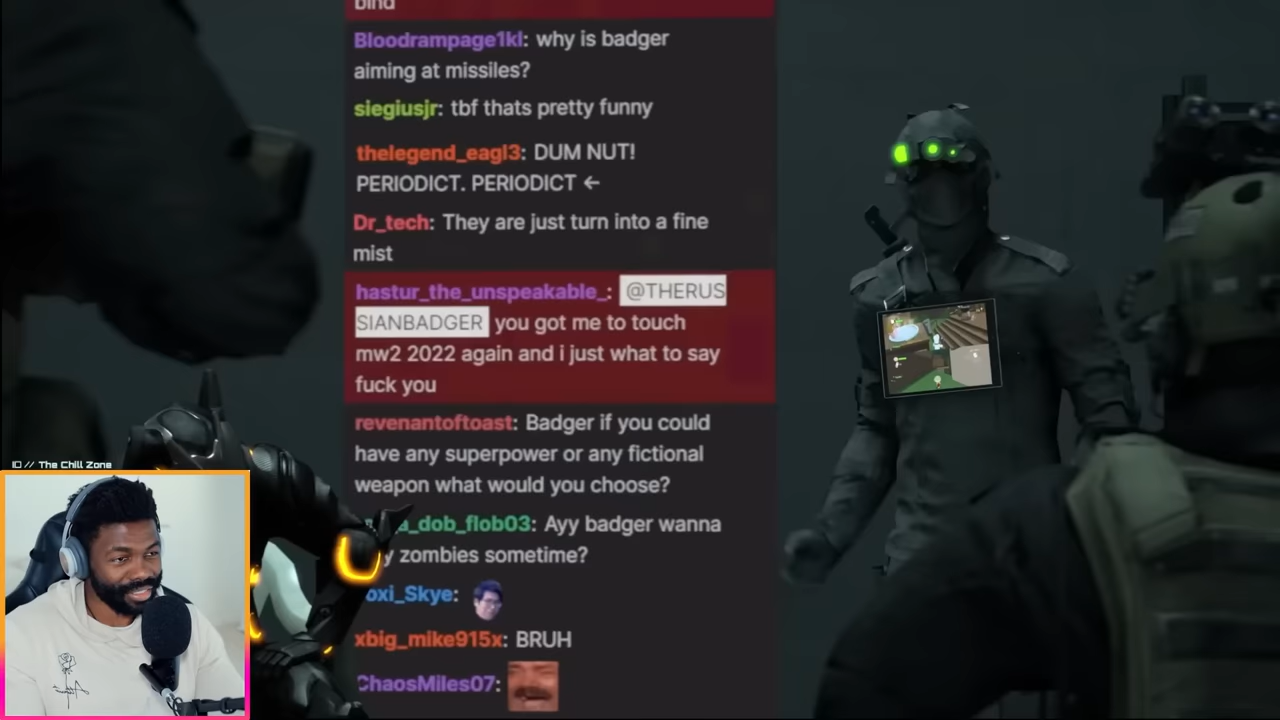 bind
Bloodrampage1kl: why is badger
aiming at missiles?
siegiusjr: tbf thats pretty funny
thelegend_eagl3: DUM NUT!
PERIODICT. PERIODICT ←
Dr_tech: They are just turn into a fine
mist
hastur_the_unspeakable_: @THERUS
SIANBADGER you got me to touch
mw2 2022 again and i just what to say
fuck you
revenantoftoast: Badger if you could
have any superpower or any fictional
weapon what would you choose?
a_dob_flob03: Ayy badger wanna
y zombies sometime?
oxi_Skye:
xbig_mike915x: BRUH
ChaosMiles07:
// The Chill Zone